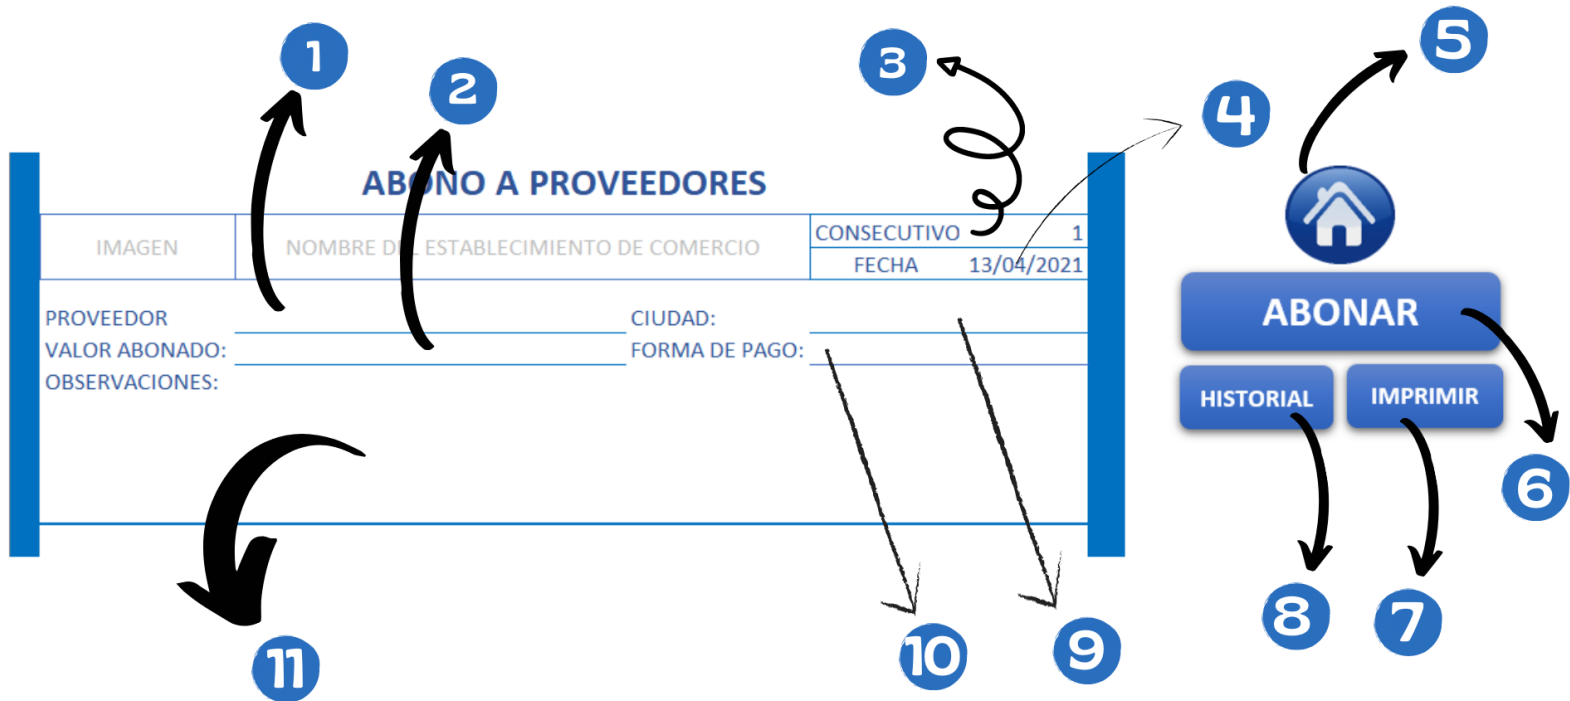 1
2
3
4
5
ABONO A PROVEEDORES
IMAGEN
NOMBRE DEL ESTABLECIMIENTO DE COMERCIO
CONSECUTIVO 1
FECHA 13/04/2021
PROVEEDOR
CIUDAD:
VALOR ABONADO:
FORMA DE PAGO:
OBSERVACIONES:
ABONAR
HISTORIAL
IMPRIMIR
6
8
7
11
10
9